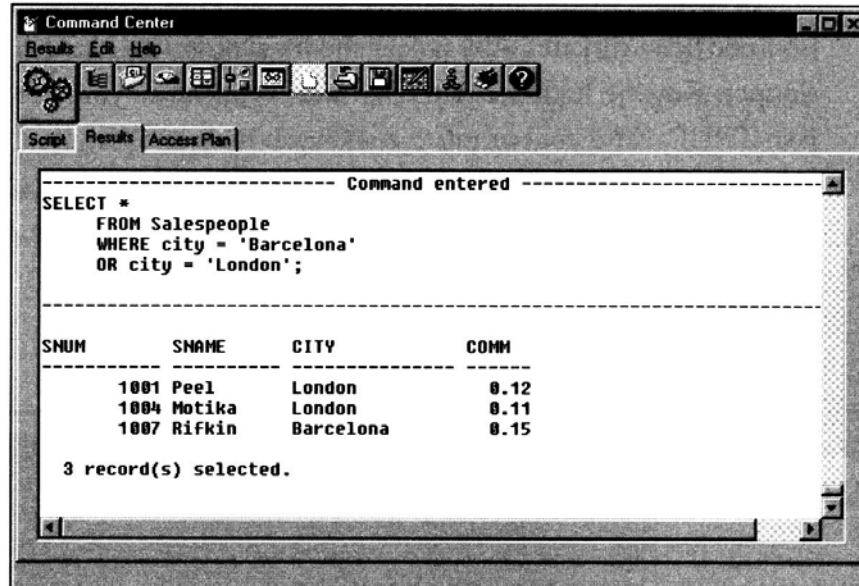 Command Center
Results Edit Help
Script Results Access Plan
---------------------------- Command entered ----------------------------
SELECT *
FROM Salespeople
WHERE city = 'Barcelona'
OR city = 'London';
-------------------------------------------------------------------------
SNUM SNAME CITY COMM
----------- ---------- --------------- ------
1001 Peel London 0.12
1004 Motika London 0.11
1007 Rifkin Barcelona 0.15
3 record(s) selected.